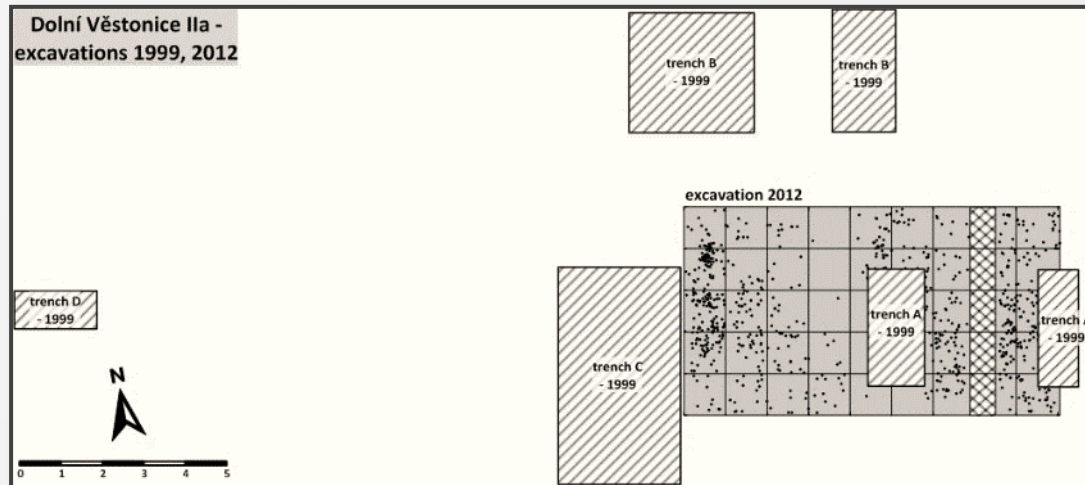 Dolní Věstonice IIa -
excavations 1999, 2012
trench B
- 1999
trench B
- 1999
excavation 2012
trench D
- 1999
trench A
- 1999
trench A
- 1999
trench C
- 1999
N
0 1 2 3 4 5